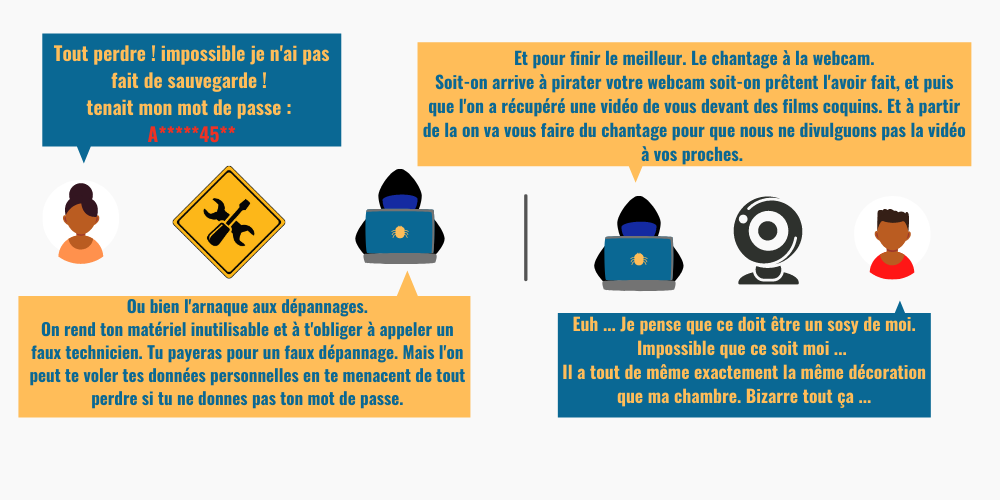 Tout perdre ! impossible je n'ai pas
fait de sauvegarde !
tenait mon mot de passe :
A*****45**
Ou bien l'arnaque aux dépannages.
On rend ton matériel inutilisable et à t'obliger à appeler un
faux technicien. Tu payeras pour un faux dépannage. Mais l'on
peut te voler tes données personnelles en te menacent de tout
perdre si tu ne donnes pas ton mot de passe.
Et pour finir le meilleur. Le chantage à la webcam.
Soit-on arrive à pirater votre webcam soit-on prêtent l'avoir fait, et puis
que l'on a récupéré une vidéo de vous devant des films coquins. Et à partir
de la on va vous faire du chantage pour que nous ne divulguons pas la vidéo
à vos proches.
Euh ... Je pense que ce doit être un sosy de moi.
Impossible que ce soit moi ...
Il a tout de même exactement la même décoration
que ma chambre. Bizarre tout ça ...